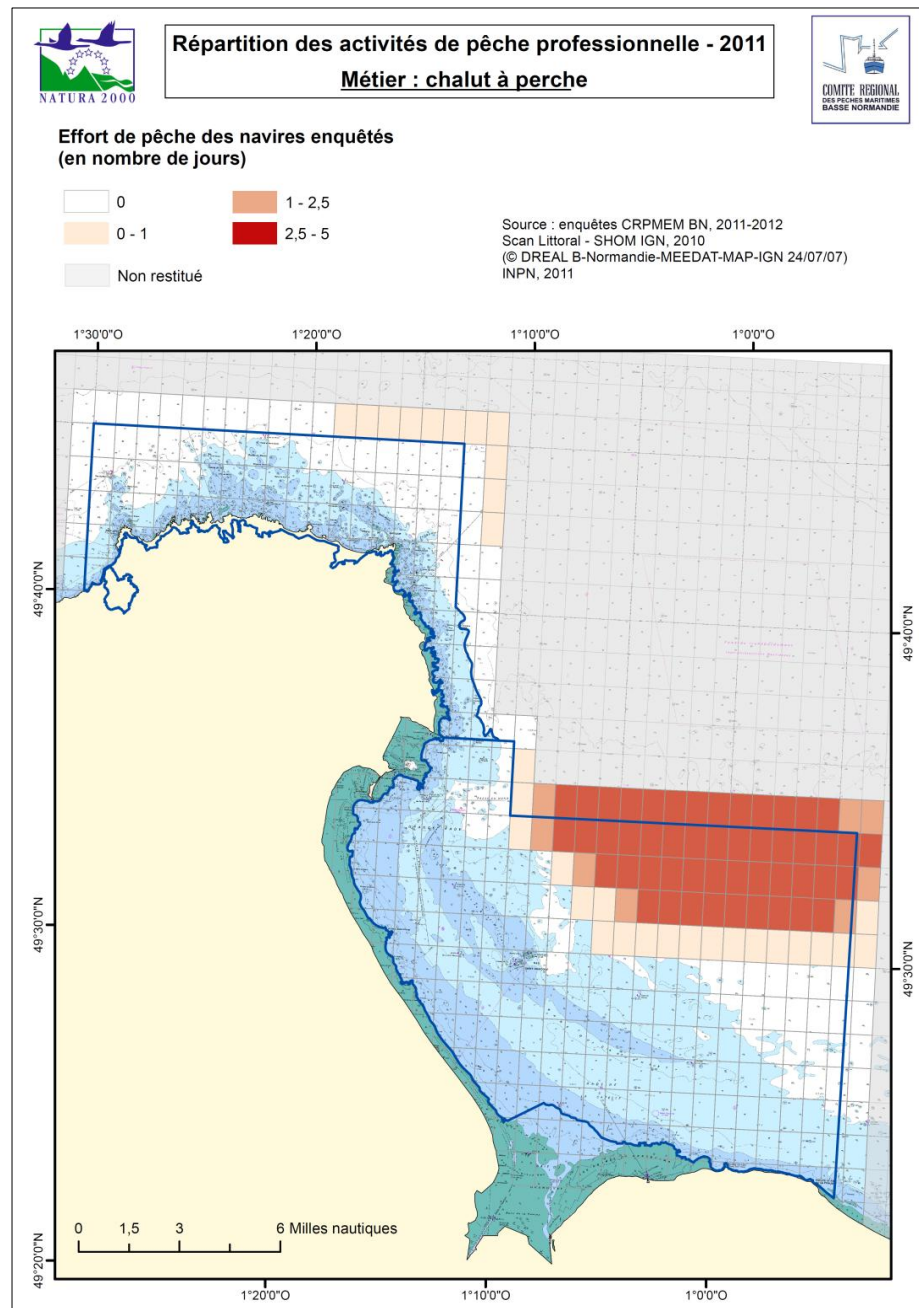 NATURA 2000
Répartition des activités de pêche professionnelle - 2011
Métier : chalut à perche
COMITE REGIONAL
DES PECHES MARITIMES
BASSE NORMANDIE
Effort de pêche des navires enquêtés
(en nombre de jours)
0
1 - 2,5
0 - 1
2,5 - 5
Non restitué
Source : enquêtes CRPMEM BN, 2011-2012
Scan Littoral - SHOM IGN, 2010
(© DREAL B-Normandie-MEEDAT-MAP-IGN 24/07/07)
INPN, 2011
1°30'0"O
1°20'0"O
1°10'0"O
1°0'0"O
49°40'0"N
49°40'0"N
49°30'0"N
49°30'0"N
0
1,5
3
6 Milles nautiques
49°20'0"N
1°20'0"O
1°10'0"O
1°0'0"O